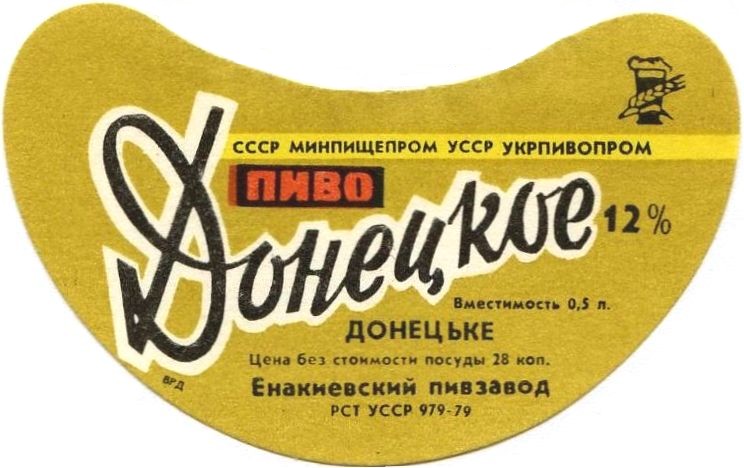 СССР МИНПИЩЕПРОМ УССР УКРПИВОПРОМ
ПИВО
Донецкое 12%
Вместимость 0,5 л.
ДОНЕЦЬКЕ
Цена без стоимости посуды 28 коп.
ВРД
Енакиевский пивзавод
РСТ УССР 979-79